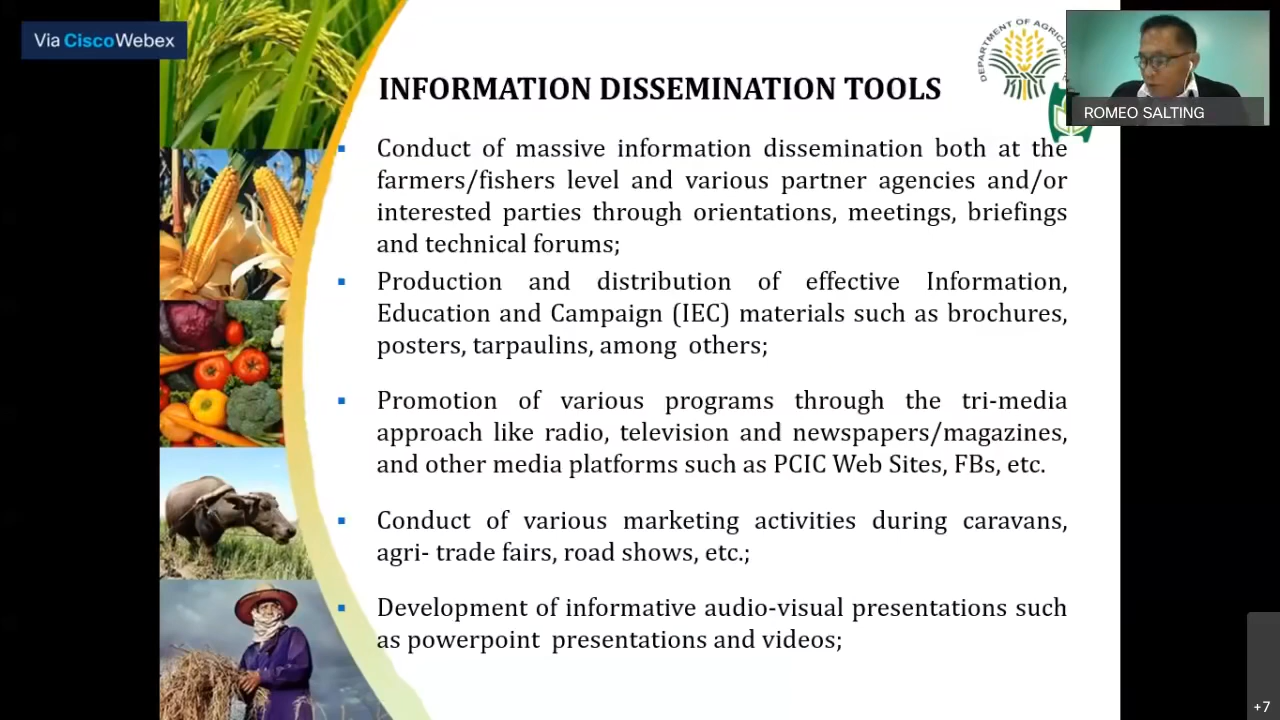 Via CiscoWebex
INFORMATION DISSEMINATION TOOLS
DEPARTMENT OF
ROMEO SALTING
▪ Conduct of massive information dissemination both at the
farmers/fishers level and various partner agencies and/or
interested parties through orientations, meetings, briefings
and technical forums;
▪ Production and distribution of effective Information,
Education and Campaign (IEC) materials such as brochures,
posters, tarpaulins, among others;
▪ Promotion of various programs through the tri-media
approach like radio, television and newspapers/magazines,
and other media platforms such as PCIC Web Sites, FBs, etc.
▪ Conduct of various marketing activities during caravans,
agri- trade fairs, road shows, etc.;
▪ Development of informative audio-visual presentations such
as powerpoint presentations and videos;
+7